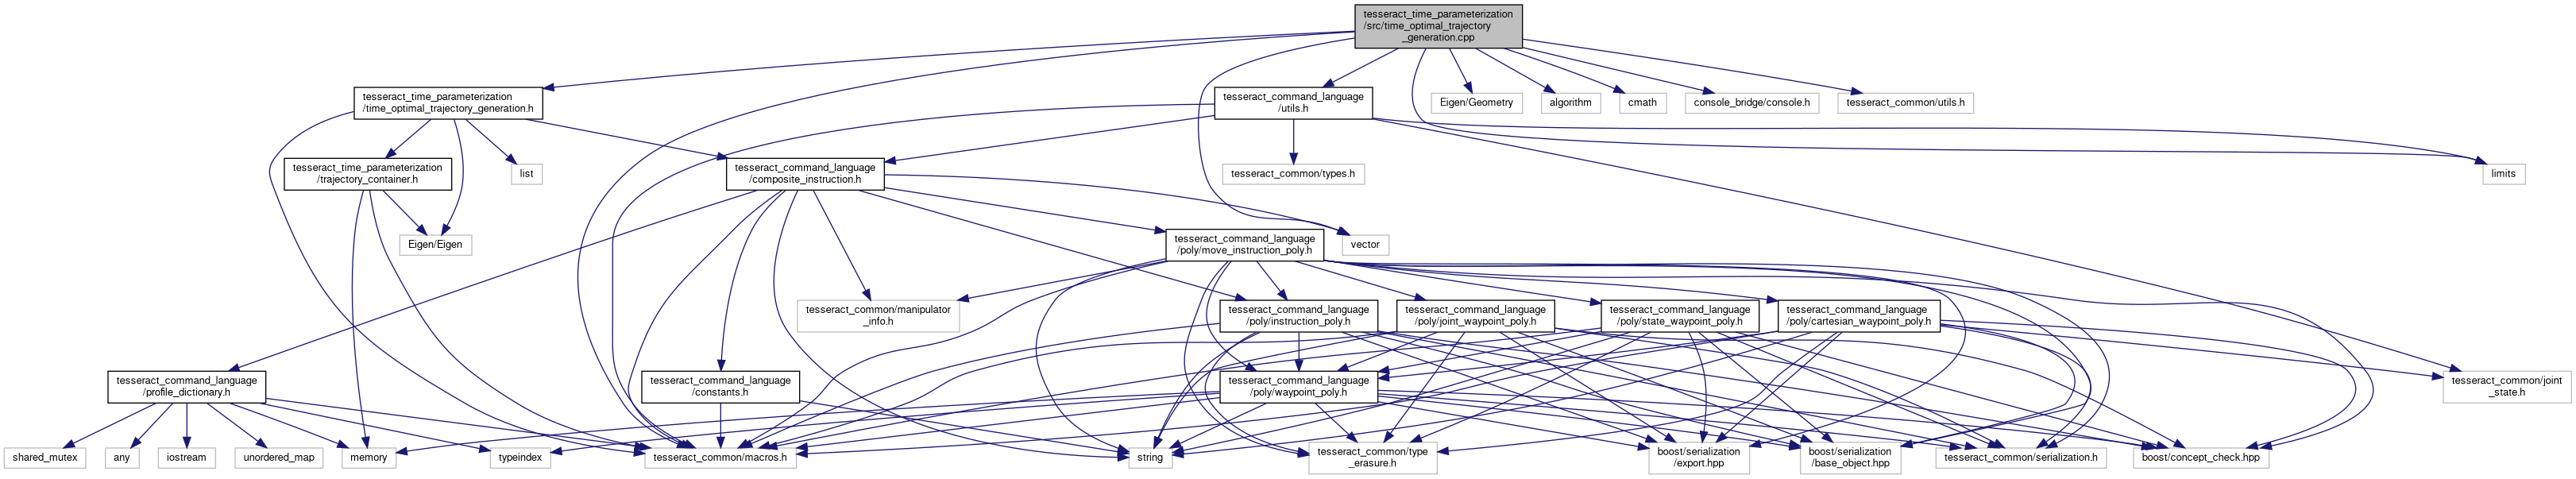 tesseract_time_parameterization
/src/time_optimal_trajectory
_generation.cpp
tesseract_time_parameterization
/time_optimal_trajectory_generation.h
tesseract_command_language
/utils.h
Eigen/Geometry
algorithm
cmath
console_bridge/console.h
tesseract_common/utils.h
tesseract_time_parameterization
/trajectory_container.h
list
tesseract_command_language
/composite_instruction.h
tesseract_common/types.h
limits
Eigen/Eigen
tesseract_command_language
/poly/move_instruction_poly.h
vector
tesseract_common/manipulator
_info.h
tesseract_command_language
/poly/instruction_poly.h
tesseract_command_language
/poly/joint_waypoint_poly.h
tesseract_command_language
/poly/state_waypoint_poly.h
tesseract_command_language
/poly/cartesian_waypoint_poly.h
tesseract_command_language
/profile_dictionary.h
tesseract_command_language
/constants.h
tesseract_command_language
/poly/waypoint_poly.h
tesseract_common/joint
_state.h
shared_mutex
any
iostream
unordered_map
memory
typeindex
tesseract_common/macros.h
string
tesseract_common/type
_erasure.h
boost/serialization
/export.hpp
boost/serialization
/base_object.hpp
tesseract_common/serialization.h
boost/concept_check.hpp